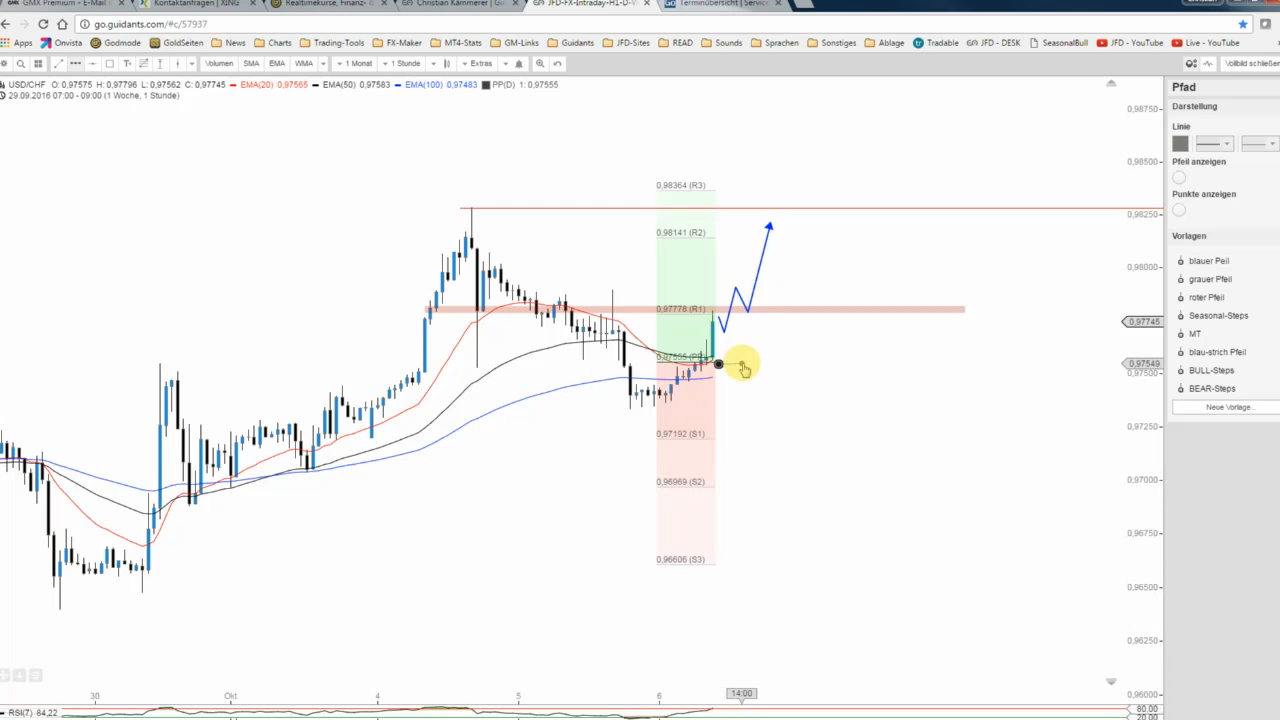 GMX Premium - E-Mail
Kontaktanfragen | XING
Realtimekurse, Finanz- B
Christian Kämmerer | Gu
JFD-FX-Intraday-H1-D-V
Terminübersicht | Service
go.guidants.com/#c/57937
Apps Onvista Godmode GoldSeiten News Charts Trading-Tools FX-Maker MT4-Stats GM-Links Guidants JFD-Sites READ Sounds Sprachen Sonstiges Ablage Tradable JFD - DESK SeasonalBull JFD - YouTube Live - YouTube
Volumen SMA EMA WMA 1 Monat 1 Stunde Extras Vollbild schließen
USD/CHF O: 0,97575 H: 0,97796 L: 0,97562 C: 0,97745 EMA(20) 0,97565 EMA(50) 0,97583 EMA(100) 0,97483 PP(D) 1: 0,97555
29.09.2016 07:00 - 09:00 (1 Woche, 1 Stunde)
0,98364 (R3)
0,98141 (R2)
0,97778 (R1)
0,97192 (S1)
0,96969 (S2)
0,96606 (S3)
0,98750
0,98500
0,98250
0,98000
0,97745
0,97549
0,97500
0,97250
0,97000
0,96750
0,96500
0,96250
0,96000
30 Okt 4 5 6 14:00
RSI(7) 84,22
80,00
20,00
Pfad
Darstellung
Linie
Pfeil anzeigen
Punkte anzeigen
Vorlagen
blauer Peil
grauer Pfeil
roter Pfeil
Seasonal-Steps
MT
blau-strich Pfeil
BULL-Steps
BEAR-Steps
Neue Vorlage...